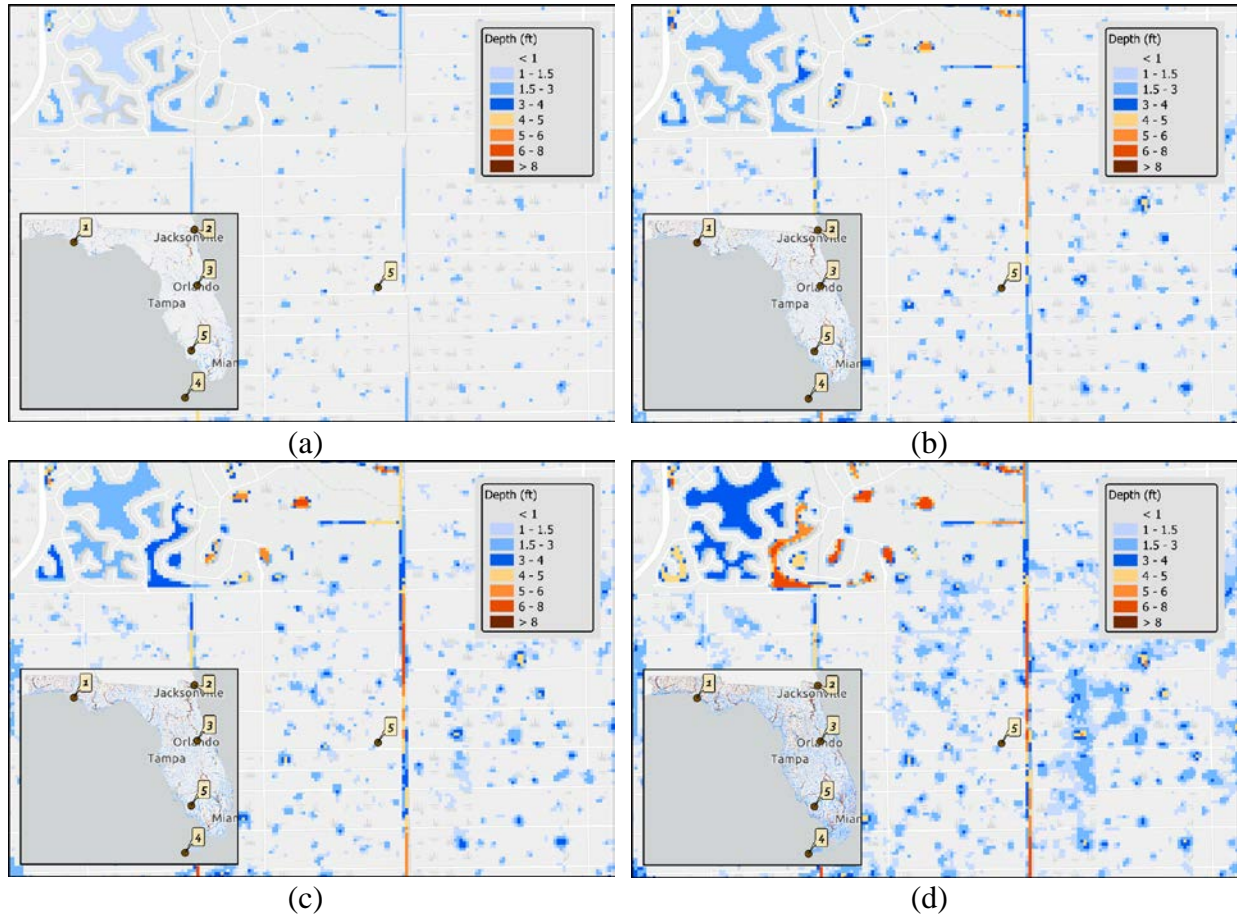 Depth (ft)
< 1
1 - 1.5
1.5 - 3
3 - 4
4 - 5
5 - 6
6 - 8
> 8
1
2
Jacksonville
3
Orlando
Tampa
5
Miam
4
5
(a)
Depth (ft)
< 1
1 - 1.5
1.5 - 3
3 - 4
4 - 5
5 - 6
6 - 8
> 8
1
2
Jacksonville
3
Orlando
Tampa
5
Miam
4
5
(b)
Depth (ft)
< 1
1 - 1.5
1.5 - 3
3 - 4
4 - 5
5 - 6
6 - 8
> 8
1
2
Jacksonville
3
Orlando
Tampa
5
Miam
4
5
(c)
Depth (ft)
< 1
1 - 1.5
1.5 - 3
3 - 4
4 - 5
5 - 6
6 - 8
> 8
1
2
Jacksonville
3
Orlando
Tampa
5
Miam
4
5
(d)